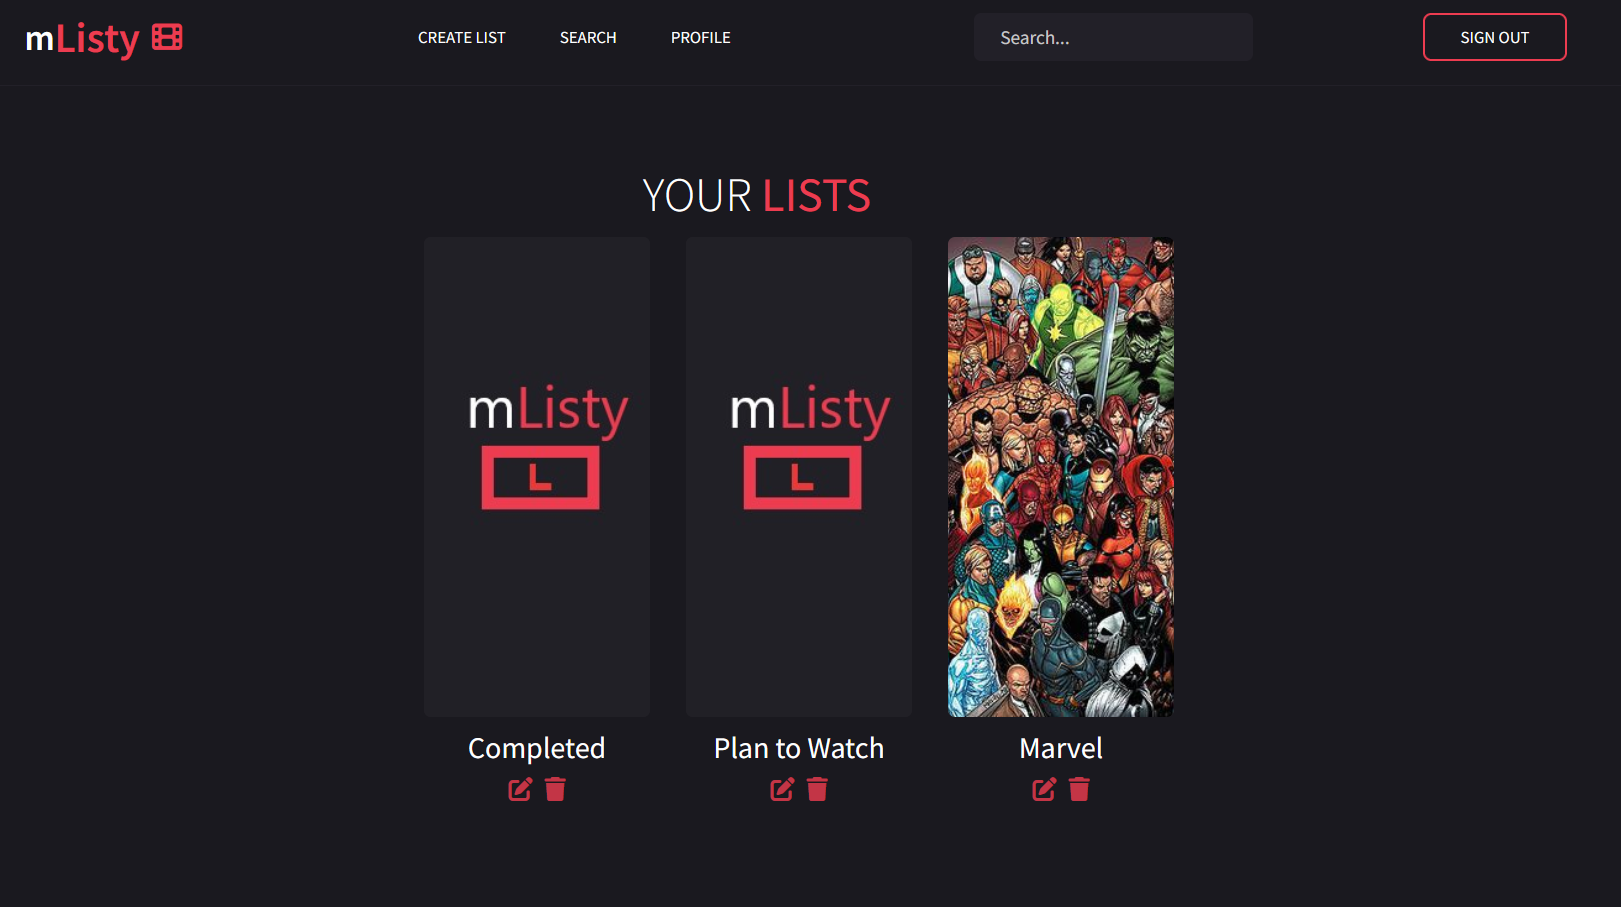 mListy
CREATE LIST
SEARCH
PROFILE
Search...
SIGN OUT
YOUR LISTS
mListy
L
mListy
L
Completed
Plan to Watch
Marvel